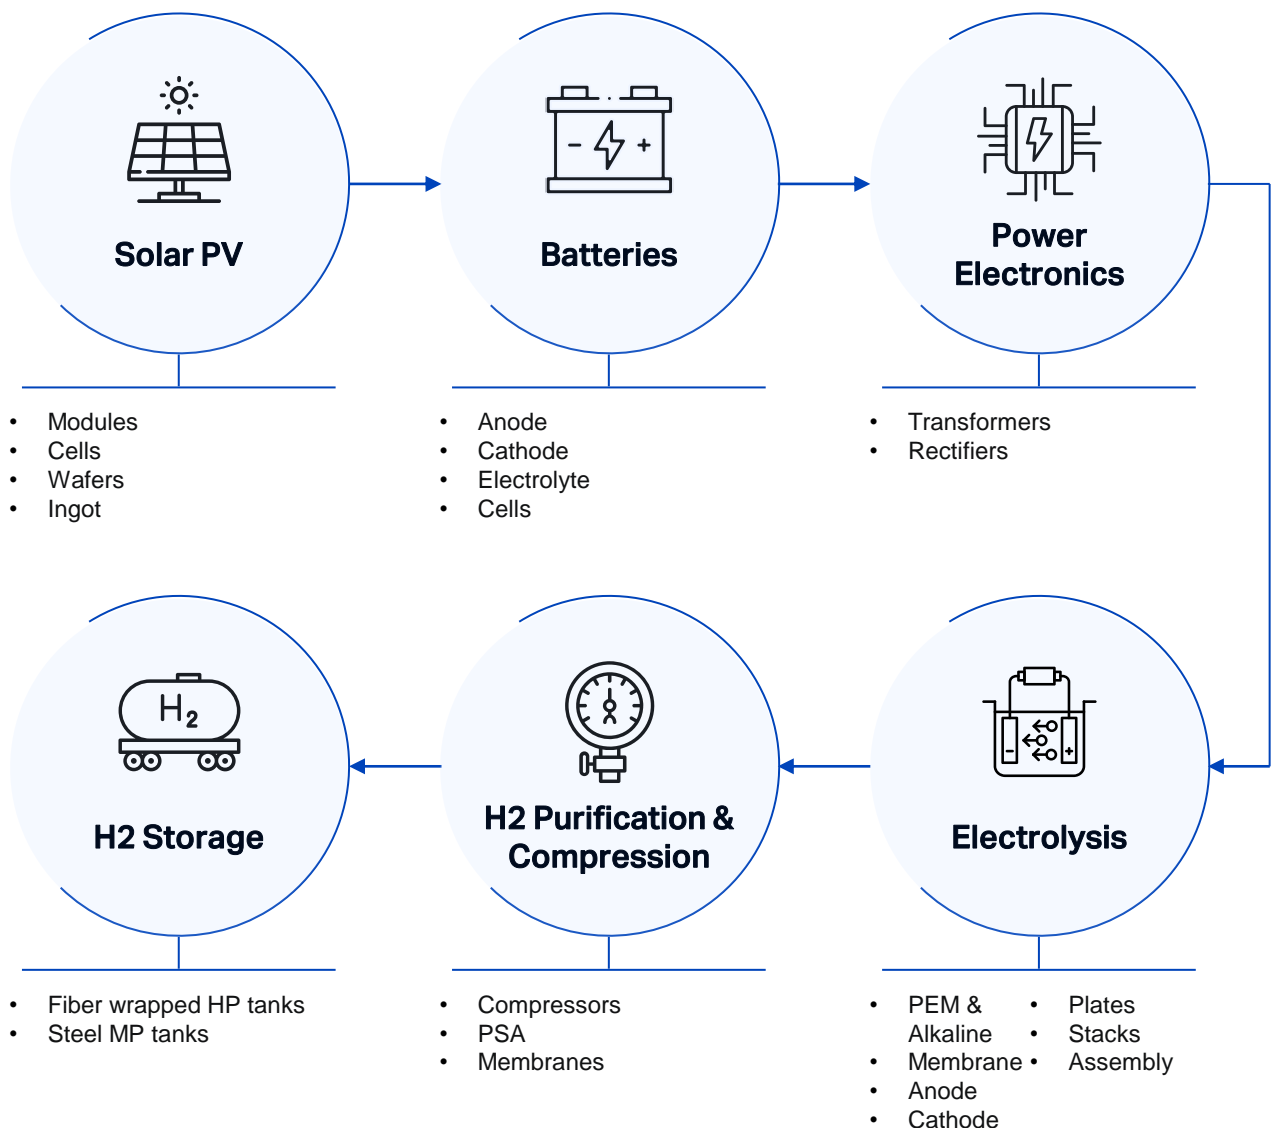 Solar PV
• Modules
• Cells
• Wafers
• Ingot
- +
Batteries
• Anode
• Cathode
• Electrolyte
• Cells
Power
Electronics
• Transformers
• Rectifiers
H2
H2 Storage
• Fiber wrapped HP tanks
• Steel MP tanks
H2 Purification &
Compression
• Compressors
• PSA
• Membranes
- +
Electrolysis
• PEM &
Alkaline
• Membrane
• Anode
• Cathode
• Plates
• Stacks
• Assembly